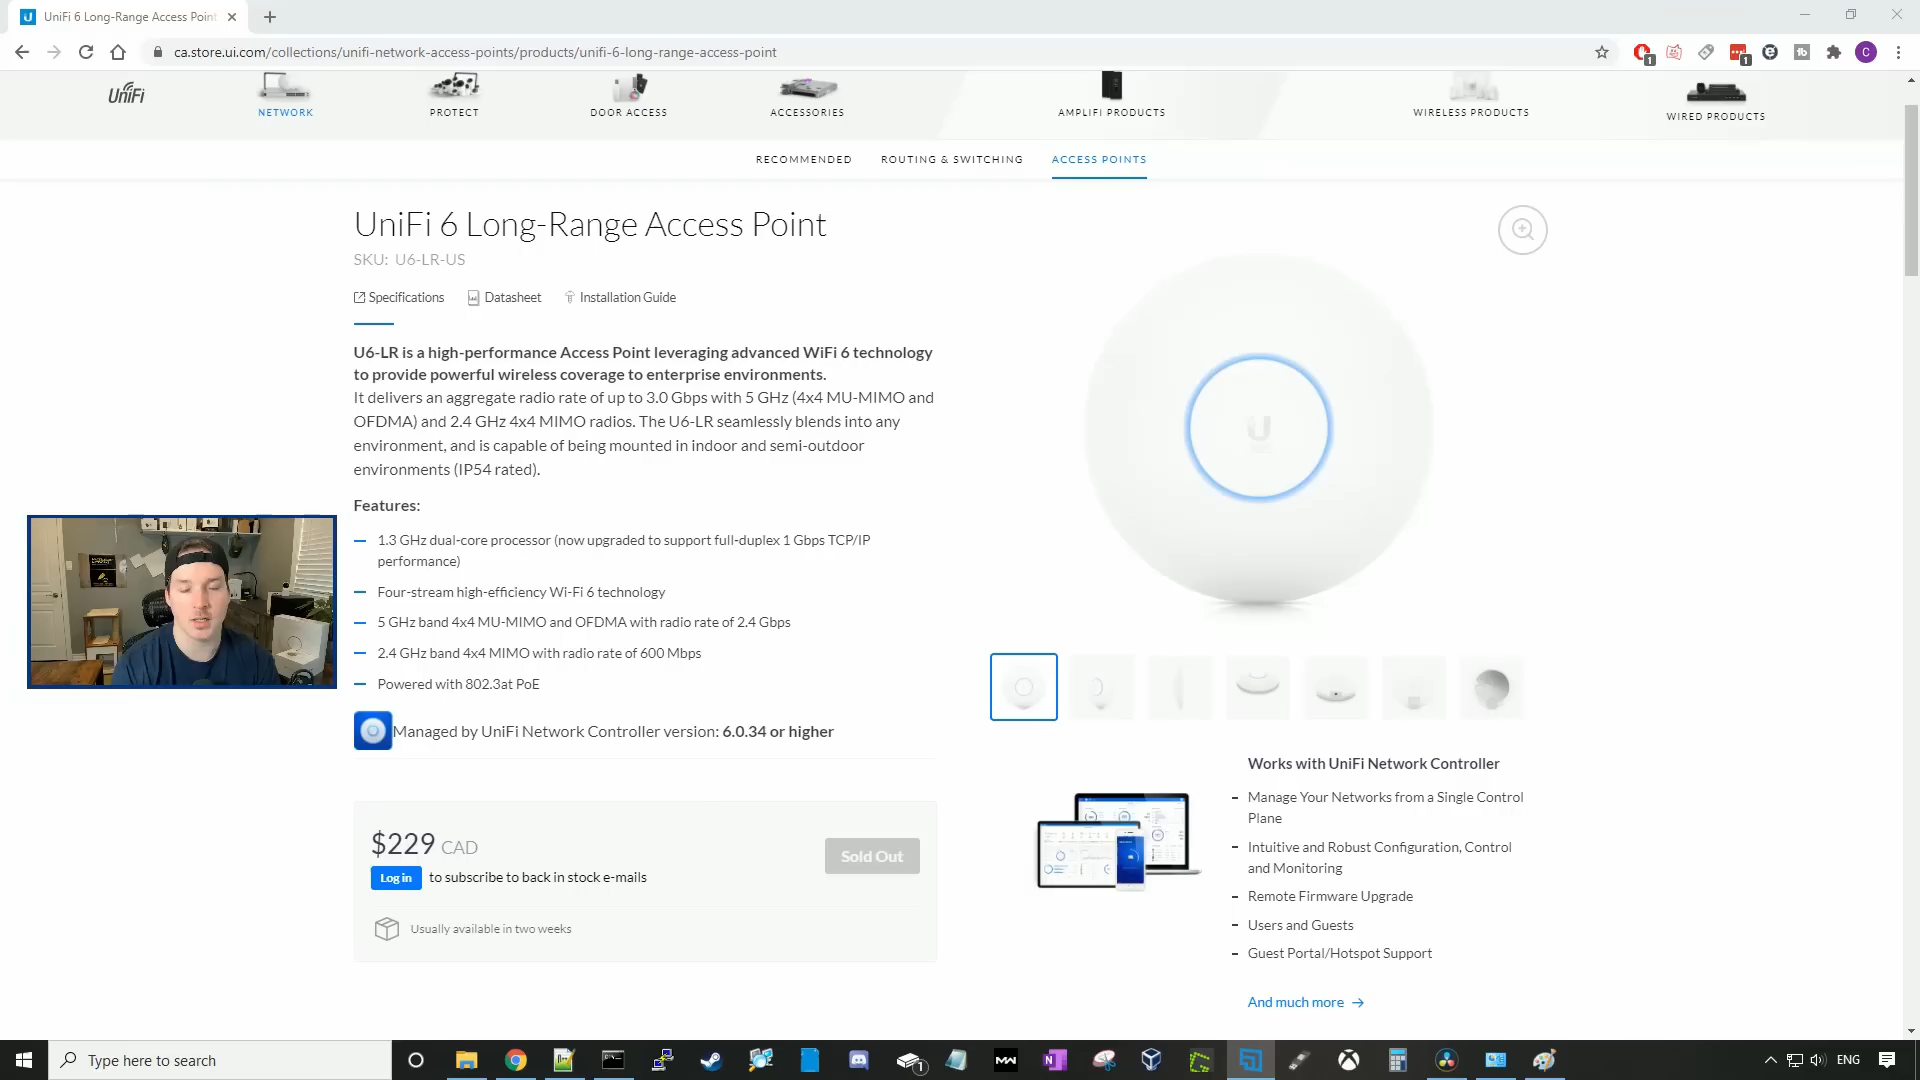 UniFi 6 Long-Range Access Point
ca.store.ui.com/collections/unifi-network-access-points/products/unifi-6-long-range-access-point
C
1
1
UniFi
NETWORK
PROTECT
DOOR ACCESS
ACCESSORIES
AMPLIFI PRODUCTS
WIRELESS PRODUCTS
WIRED PRODUCTS
RECOMMENDED
ROUTING & SWITCHING
ACCESS POINTS
UniFi 6 Long-Range Access Point
SKU: U6-LR-US
Specifications
Datasheet
Installation Guide
U6-LR is a high-performance Access Point leveraging advanced WiFi 6 technology
to provide powerful wireless coverage to enterprise environments.
It delivers an aggregate radio rate of up to 3.0 Gbps with 5 GHz (4x4 MU-MIMO and
OFDMA) and 2.4 GHz 4x4 MIMO radios. The U6-LR seamlessly blends into any
environment, and is capable of being mounted in indoor and semi-outdoor
environments (IP54 rated).
Features:
1.3 GHz dual-core processor (now upgraded to support full-duplex 1 Gbps TCP/IP
performance)
Four-stream high-efficiency Wi-Fi 6 technology
5 GHz band 4x4 MU-MIMO and OFDMA with radio rate of 2.4 Gbps
2.4 GHz band 4x4 MIMO with radio rate of 600 Mbps
Powered with 802.3at PoE
Managed by UniFi Network Controller version: 6.0.34 or higher
$229 CAD
Sold Out
Log in to subscribe to back in stock e-mails
Usually available in two weeks
Works with UniFi Network Controller
- Manage Your Networks from a Single Control
Plane
- Intuitive and Robust Configuration, Control
and Monitoring
- Remote Firmware Upgrade
- Users and Guests
- Guest Portal/Hotspot Support
And much more →
Type here to search
1
MW
N
ENG